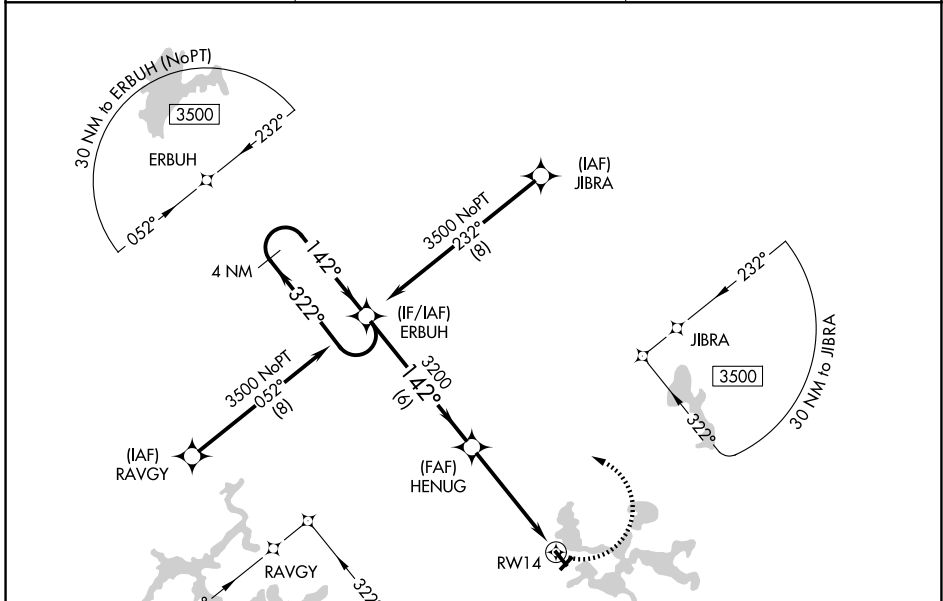 30 NM to ERBUH (NoPT)
3500
232°
ERBUH
052°
(IAF)
JIBRA
3500 NoPT
232°
(8)
142°
4 NM
322°
(IF/IAF)
ERBUH
232°
JIBRA
3500
30 NM to JIBRA
322°
3500 NoPT
052°
(8)
3200
142°
(6)
(IAF)
RAVGY
(FAF)
HENUG
RW14
RAVGY
322°